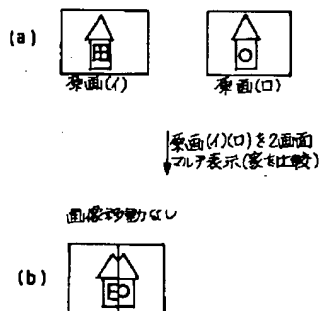 (a)
原画(イ)
原画(ロ)
原画(イ)(ロ)を2画面
マルチ表示(家を比較)
画像移動なし
(b)